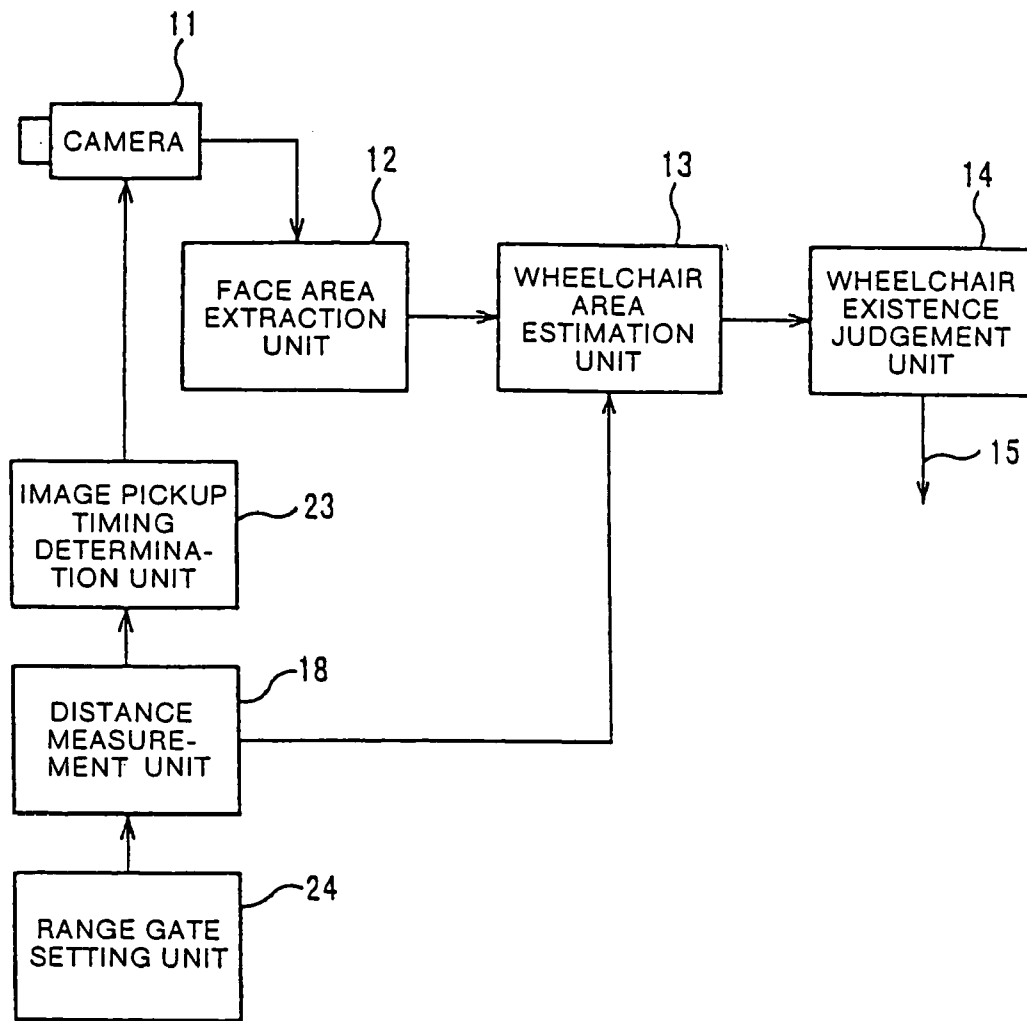 11
CAMERA
12
13
14
FACE AREA
EXTRACTION
UNIT
WHEELCHAIR
AREA
ESTIMATION
UNIT
WHEELCHAIR
EXISTENCE
JUDGEMENT
UNIT
15
IMAGE PICKUP
TIMING
DETERMINA-
TION UNIT
23
18
DISTANCE
MEASURE-
MENT UNIT
24
RANGE GATE
SETTING UNIT